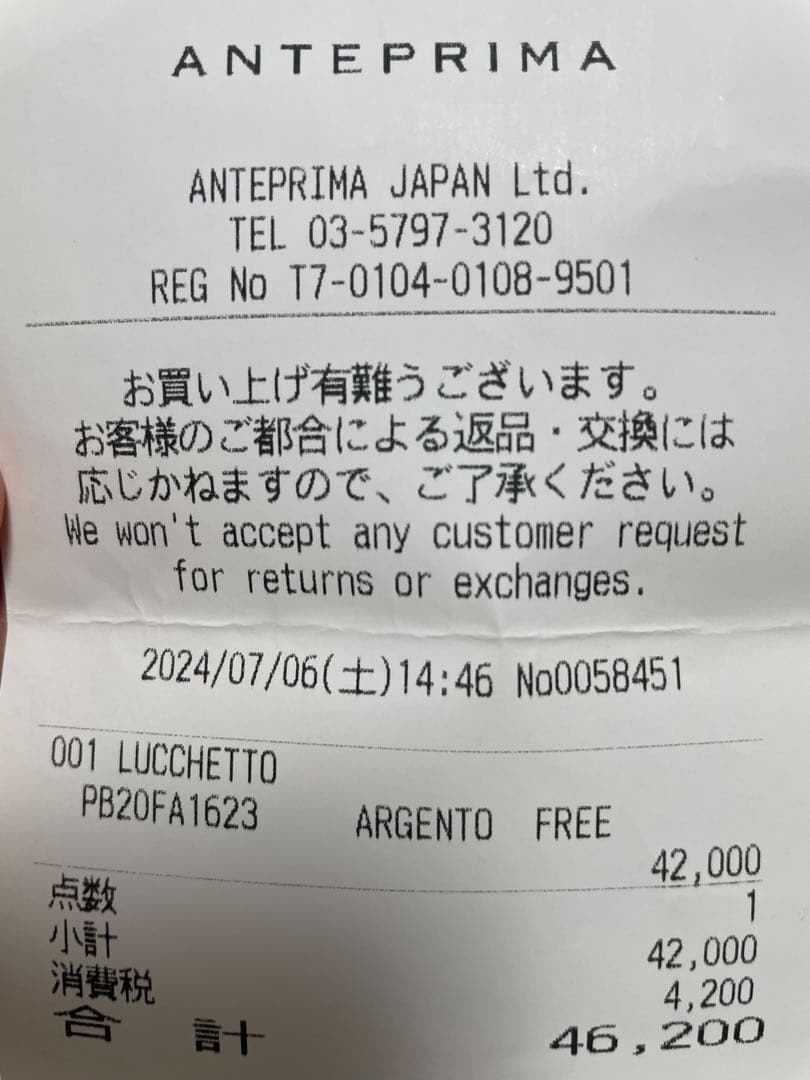 ANTEPRIMA
ANTEPRIMA JAPAN Ltd.
TEL 03-5797-3120
REG No T7-0104-0108-9501
お買い上げ有難うございます。
お客様のご都合による返品・交換には
応じかねますので、ご了承ください。
We won't accept any customer request
for returns or exchanges.
2024/07/06(土)14:46 No0058451
001 LUCCHETTO
PB20FA1623 ARGENTO FREE
42,000
点数 1
小計 42,000
消費税 4,200
合 計 46,200